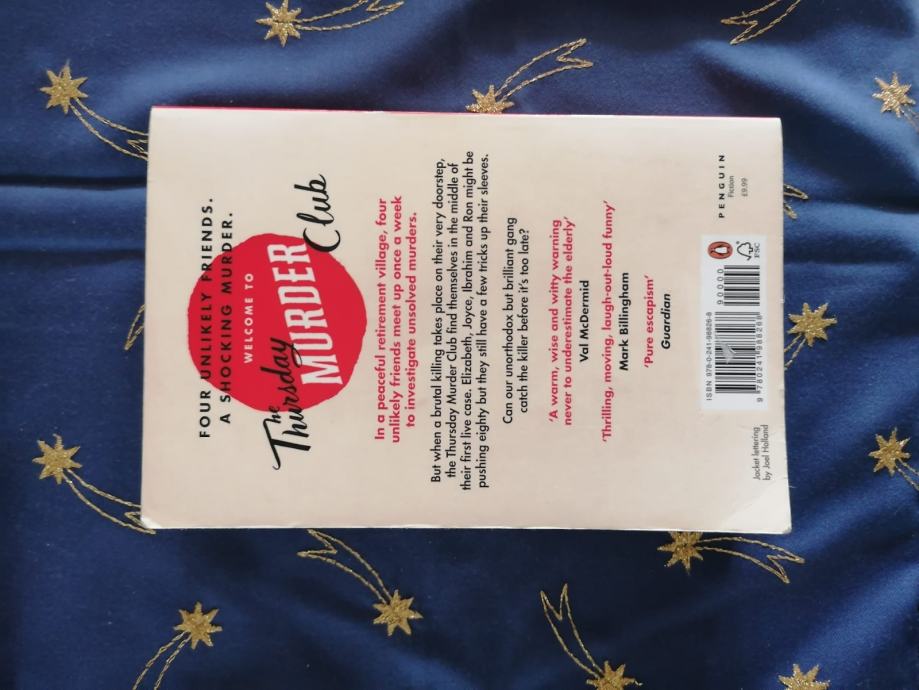 FOUR UNLIKELY FRIENDS.
A SHOCKING MURDER.
WELCOME TO
The
Thursday
MURDER
Club
In a peaceful retirement village, four
unlikely friends meet up once a week
to investigate unsolved murders.
But when a brutal killing takes place on their very doorstep,
the Thursday Murder Club find themselves in the middle of
their first live case. Elizabeth, Joyce, Ibrahim and Ron might be
pushing eighty but they still have a few tricks up their sleeves.
Can our unorthodox but brilliant gang
catch the killer before it's too late?
'A warm, wise and witty warning
never to underestimate the elderly'
Val McDermid
'Thrilling, moving, laugh-out-loud funny'
Mark Billingham
'Pure escapism'
Guardian
Jacket lettering
by Joel Holland
ISBN 978-0-241-98826-8
90000
9 780241 988268
FSC
PENGUIN
Fiction
£9.99